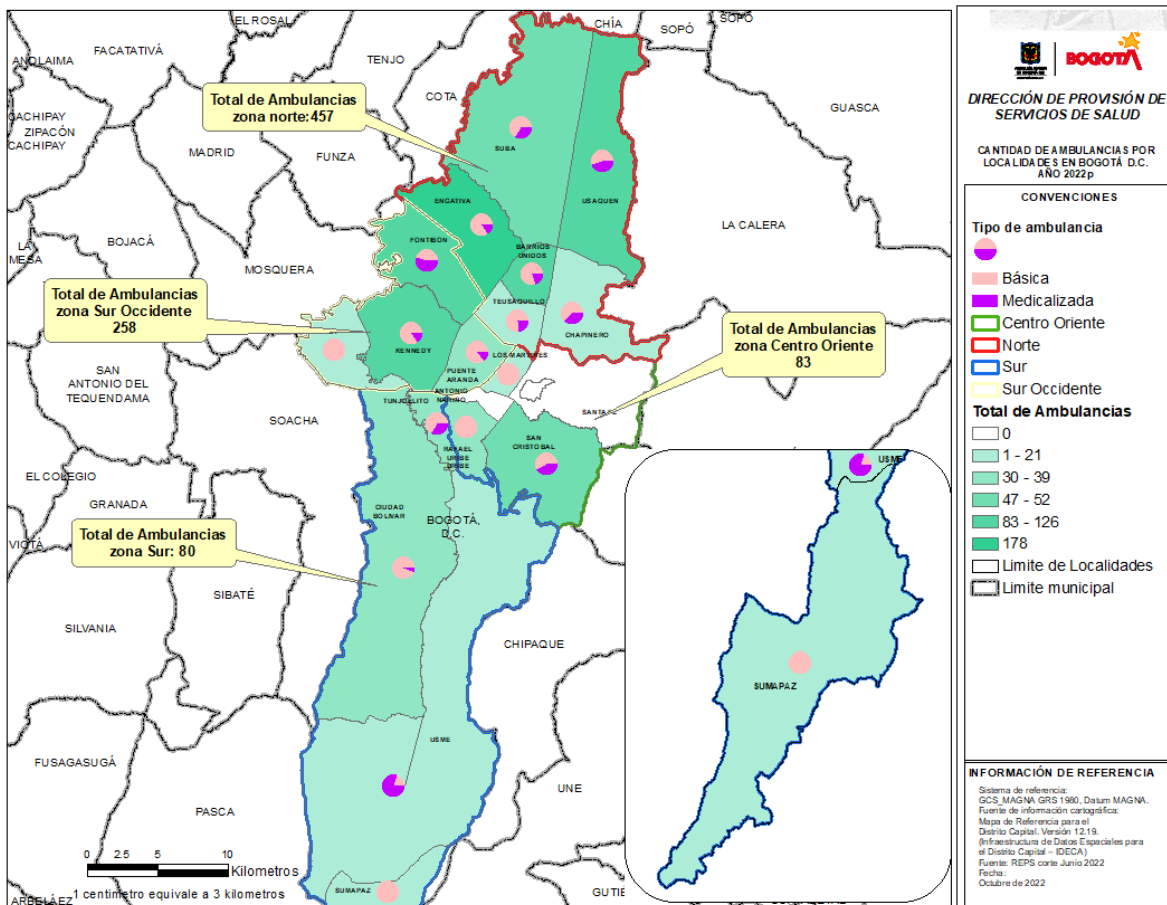 EL ROSAL
CHÍA
SOPÓ
SOPÓ
FACATATIVÁ
TENJO
ANOLAIMA
COTA
GUASCA
Total de Ambulancias
zona norte:457
CACHIPAY
ZIPACÓN
CACHIPAY
MADRID
FUNZA
SUBA
USAQUEN
ENGATIVA
LA CALERA
LA
MESA
BOJACÁ
MOSQUERA
FONTIBON
BARRIOS
UNIDOS
Total de Ambulancias
zona Sur Occidente
258
TEUSAQUILLO
CHAPINERO
Total de Ambulancias
zona Centro Oriente
83
KENNEDY
LOS MARTIRES
PUENTE
ARANDA
SAN
ANTONIO DEL
TEQUENDAMA
ANTONIO
NARIÑO
SANTA
TUNJUELITO
SOACHA
RAFAEL
URIBE
URIBE
SAN
CRISTOBAL
EL COLEGIO
GRANADA
CIUDAD
BOLIVAR
BOGOTÁ,
D.C.
VIOTÁ
Total de Ambulancias
zona Sur: 80
SIBATÉ
SILVANIA
CHIPAQUE
USME
FUSAGASUGÁ
UNE
PASCA
0 2.5 5 10
Kilometros
1 centimetro equivale a 3 kilometros
SUMAPAZ
ARBELÁEZ
USME
SUMAPAZ
BOGOTÁ
DIRECCIÓN DE PROVISIÓN DE
SERVICIOS DE SALUD
CANTIDAD DE AMBULANCIAS POR
LOCALIDADES EN BOGOTÁ D.C.
AÑO 2022p
CONVENCIONES
Tipo de ambulancia
Básica
Medicalizada
Centro Oriente
Norte
Sur
Sur Occidente
Total de Ambulancias
0
1 - 21
30 - 39
47 - 52
83 - 126
178
Limite de Localidades
Limite municipal
INFORMACIÓN DE REFERENCIA
Sistema de referencia:
GCS_MAGNA GRS 1980, Datum MAGNA.
Fuente de información cartográfica:
Mapa de Referencia para el
Distrito Capital. Versión 12.19.
(Infraestructura de Datos Espaciales para
el Distrito Capital – IDECA)
Fuente: REPS corte Junio 2022
Fecha:
Octubre de 2022